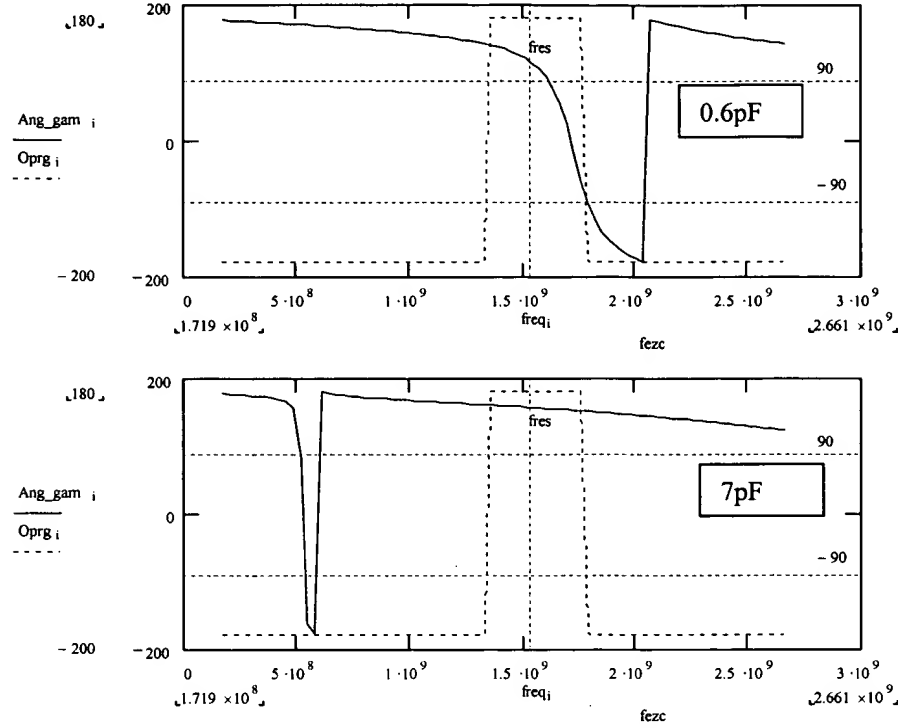 200
180
fres
90
Ang_gam i
0.6pF
0
Oprg i
− 90
− 200
−200
0 5·10^8 1·10^9 1.5·10^9 2·10^9 2.5·10^9 3·10^9
1.719 ×10^8 freq i 2.661 ×10^9
fezc
200
180
fres
90
Ang_gam i
7pF
0
Oprg i
− 90
− 200
−200
0 5·10^8 1·10^9 1.5·10^9 2·10^9 2.5·10^9 3·10^9
1.719 ×10^8 freq i 2.661 ×10^9
fezc